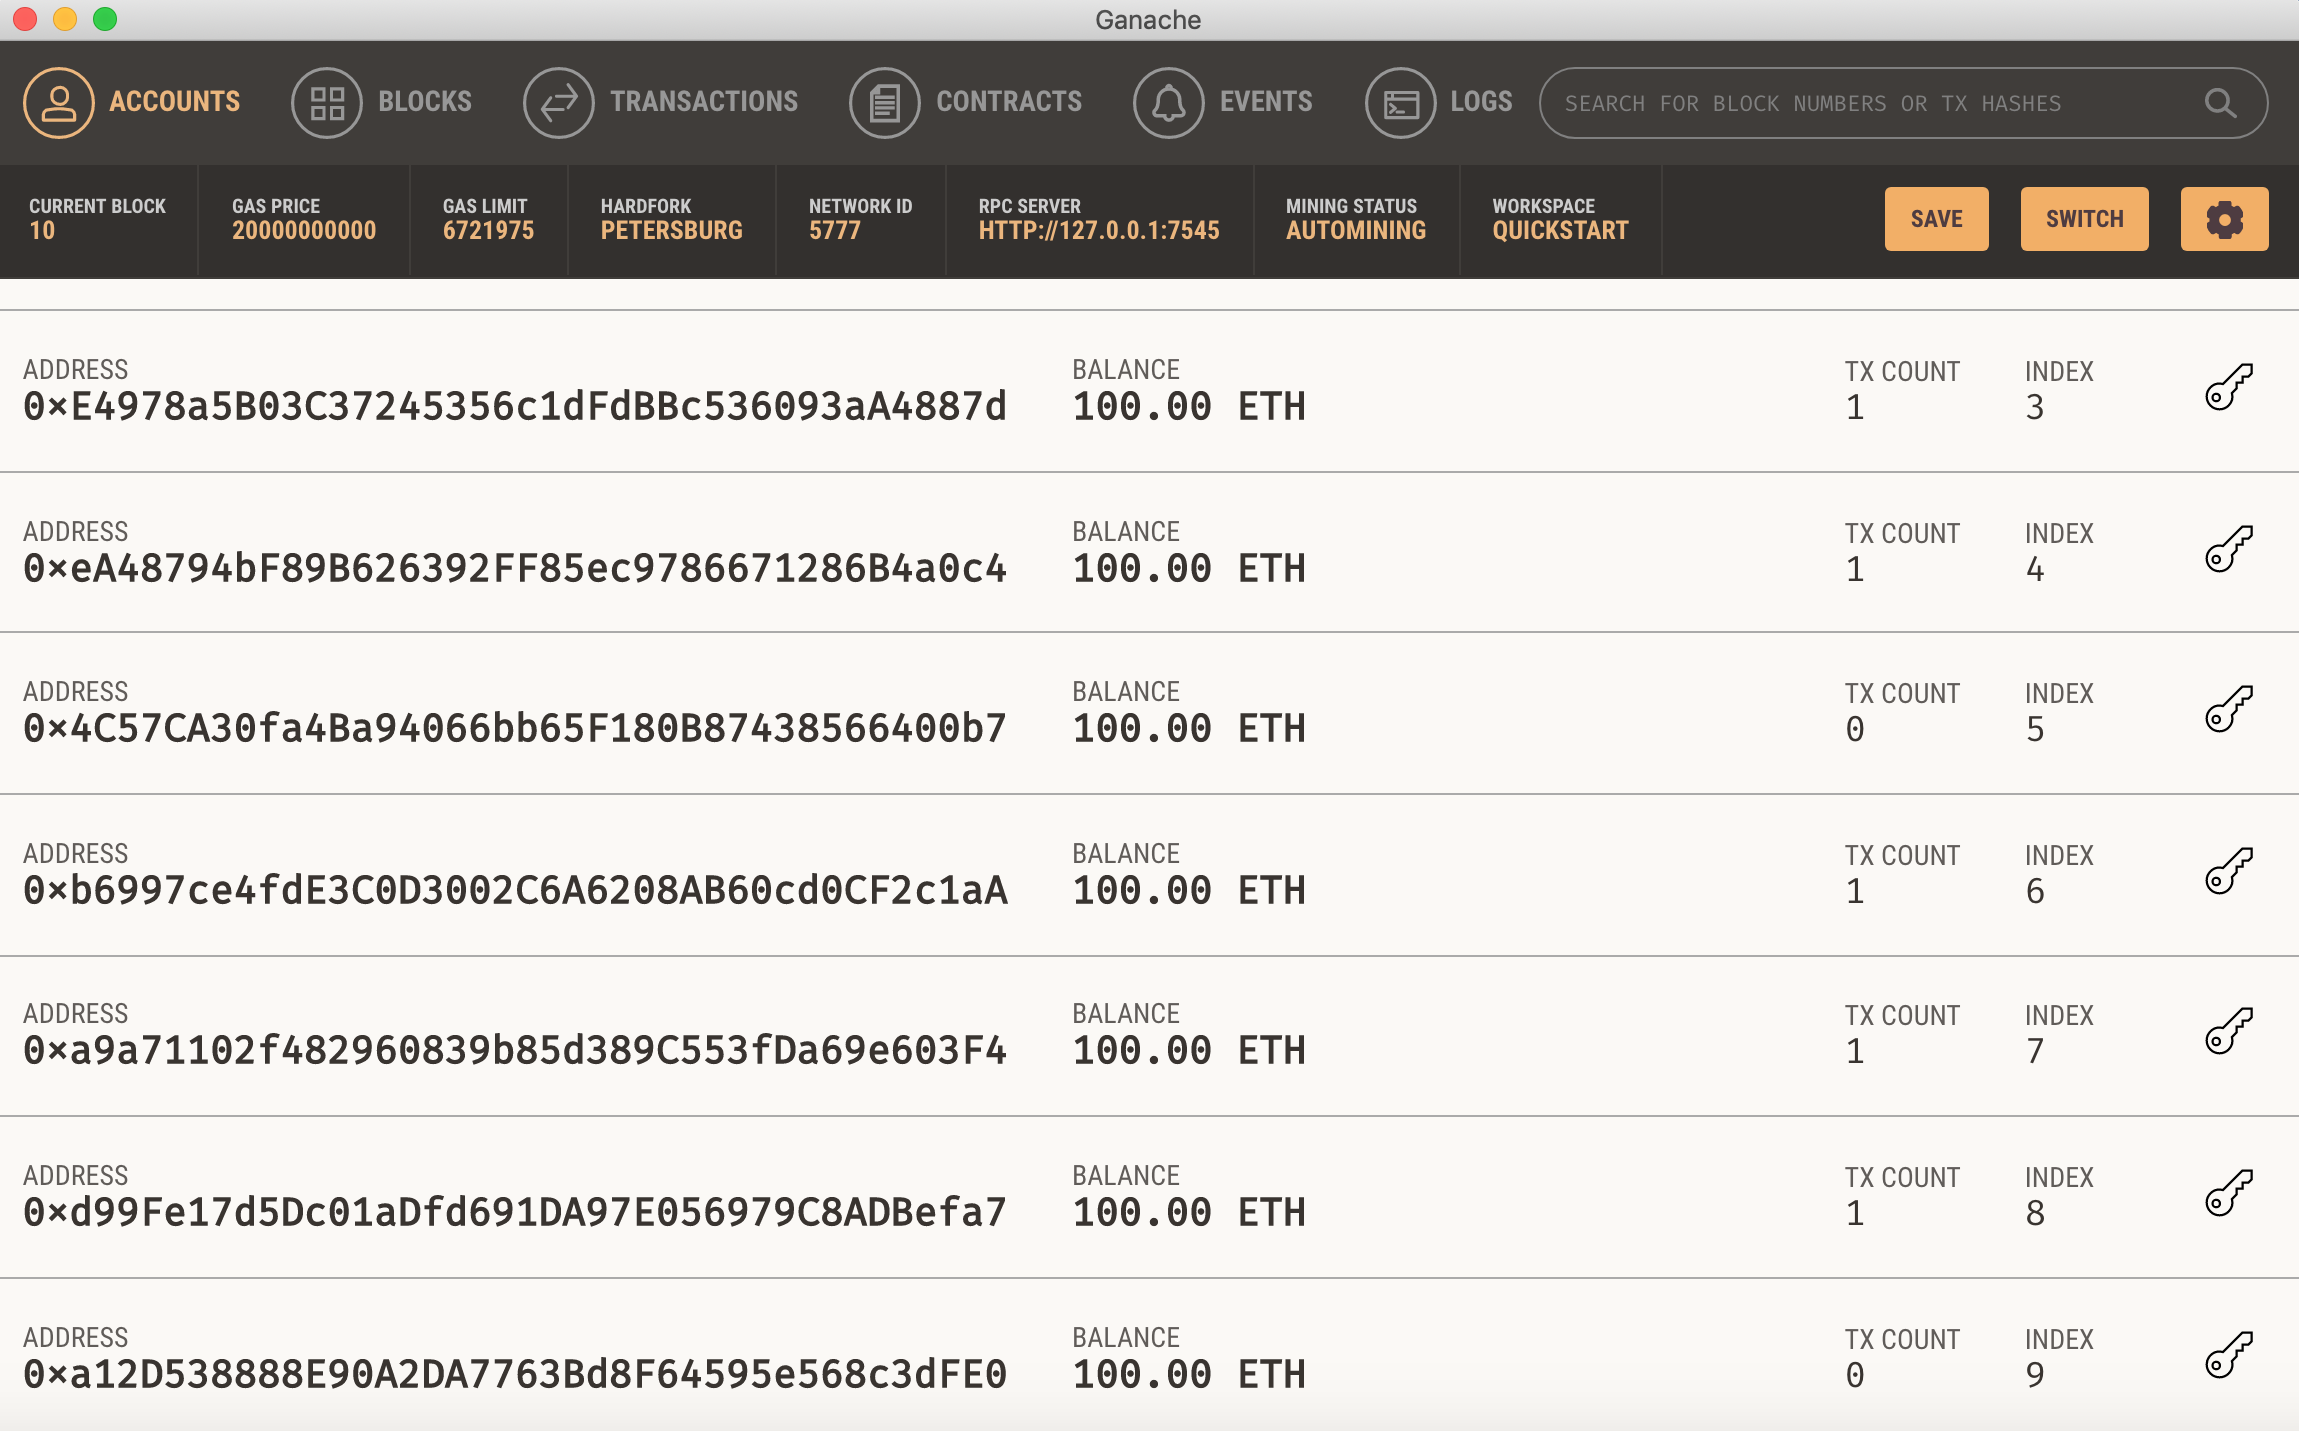 Ganache
ACCOUNTS BLOCKS TRANSACTIONS CONTRACTS EVENTS LOGS SEARCH FOR BLOCK NUMBERS OR TX HASHES
CURRENT BLOCK GAS PRICE GAS LIMIT HARDFORK NETWORK ID RPC SERVER MINING STATUS WORKSPACE
10 20000000000 6721975 PETERSBURG 5777 HTTP://127.0.0.1:7545 AUTOMINING QUICKSTART SAVE SWITCH
ADDRESS BALANCE TX COUNT INDEX
0×E4978a5B03C37245356c1dFdBBc536093aA4887d 100.00 ETH 1 3
ADDRESS BALANCE TX COUNT INDEX
0×eA48794bF89B626392FF85ec9786671286B4a0c4 100.00 ETH 1 4
ADDRESS BALANCE TX COUNT INDEX
0×4C57CA30fa4Ba94066bb65F180B87438566400b7 100.00 ETH 0 5
ADDRESS BALANCE TX COUNT INDEX
0×b6997ce4fdE3C0D3002C6A6208AB60cd0CF2c1aA 100.00 ETH 1 6
ADDRESS BALANCE TX COUNT INDEX
0×a9a71102f482960839b85d389C553fDa69e603F4 100.00 ETH 1 7
ADDRESS BALANCE TX COUNT INDEX
0×d99Fe17d5Dc01aDfd691DA97E056979C8ADBefa7 100.00 ETH 1 8
ADDRESS BALANCE TX COUNT INDEX
0×a12D538888E90A2DA7763Bd8F64595e568c3dFE0 100.00 ETH 0 9